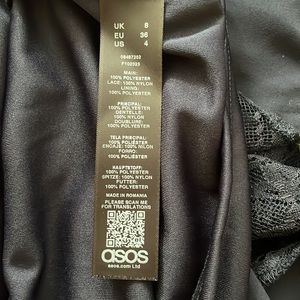 UK 8
EU 36
US 4
MAIN:
100% POLYESTER
LACE: 100% NYLON
LINING:
100% POLYESTER
PRINCIPAL:
100% POLYESTER
DENTELLE: 100% NYLON
DOUBLURE:
100% POLYESTER
TELA PRINCIPAL:
100% POLIÉSTER
ENCAJE: 100% NYLON
FORRO:
100% POLIÉSTER
HAUPTSTOFF:
100% POLYESTER
SPITZE: 100% NYLON
FUTTER:
100% POLYESTER
MADE IN ROMANIA
PLEASE SCAN ME
FOR TRANSLATIONS
asos
asos.com Ltd